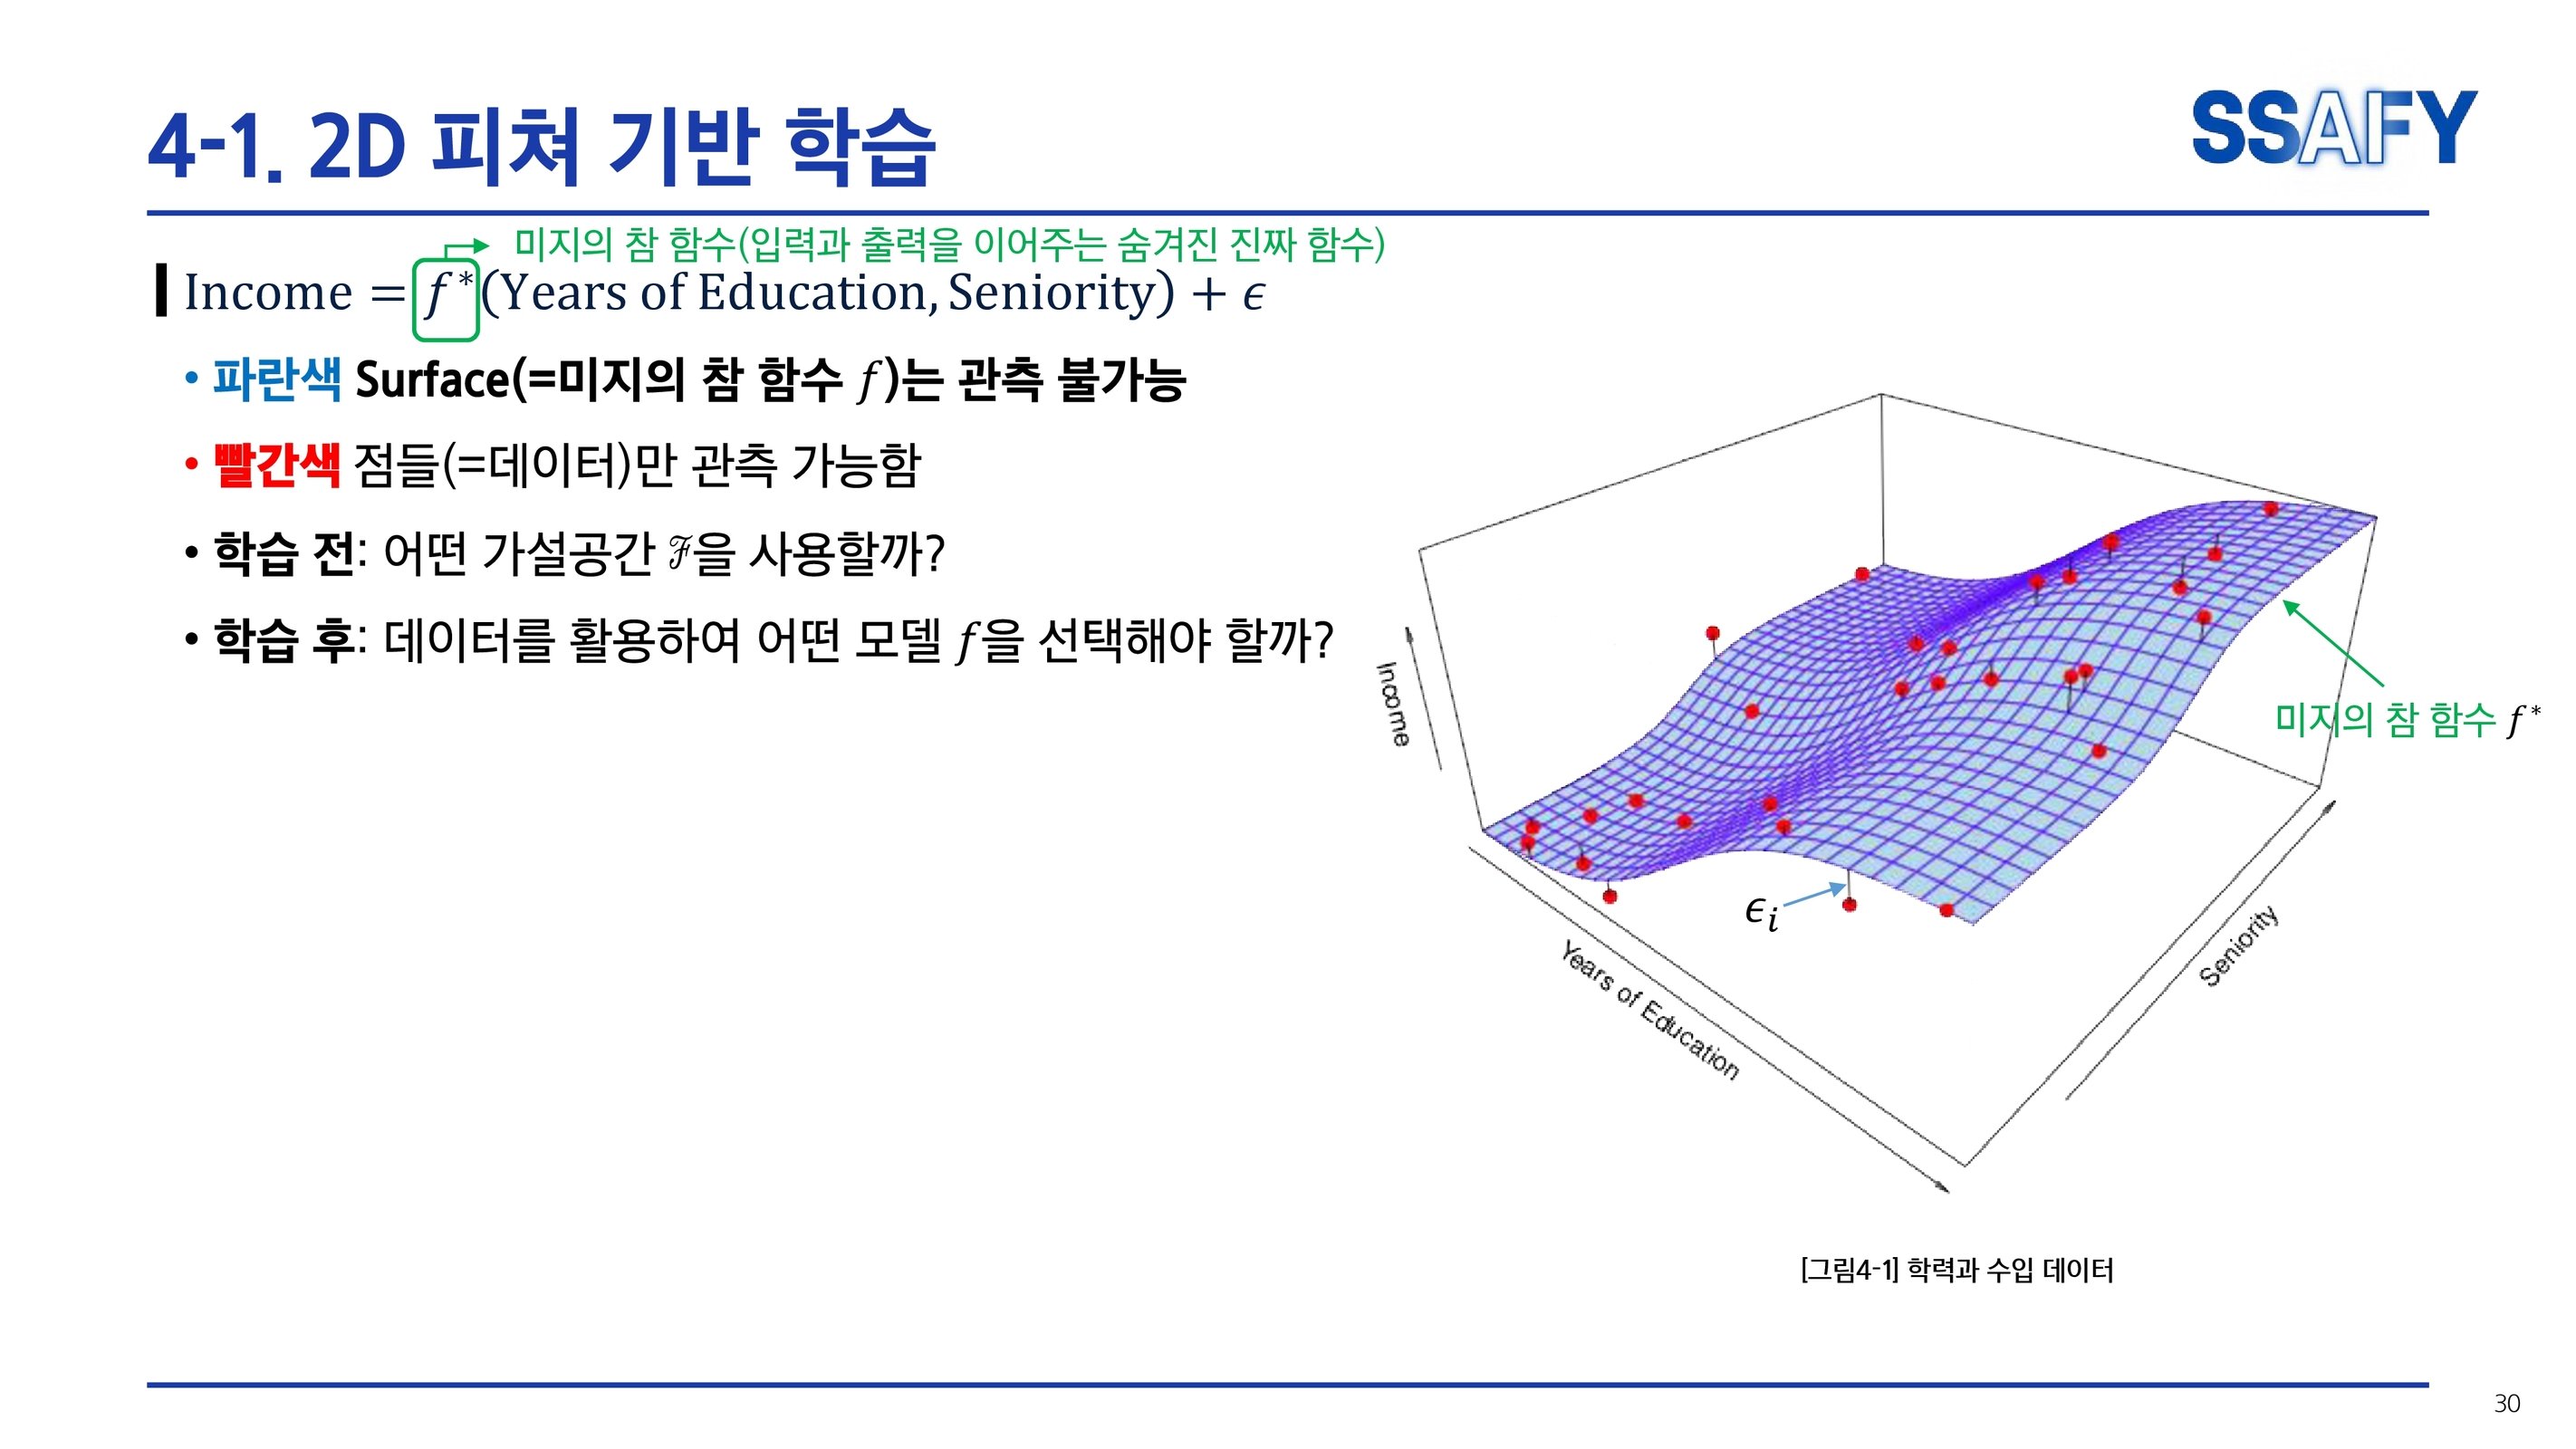 4-1. 2D 피쳐 기반 학습
SSAFY
미지의 참 함수(입력과 출력을 이어주는 숨겨진 진짜 함수)
Income = f*(Years of Education, Seniority) + ϵ
• 파란색 Surface(=미지의 참 함수 f)는 관측 불가능
• 빨간색 점들(=데이터)만 관측 가능함
• 학습 전: 어떤 가설공간 ℱ을 사용할까?
• 학습 후: 데이터를 활용하여 어떤 모델 f을 선택해야 할까?
Income
미지의 참 함수 f*
ϵi
Years of Education
Seniority
[그림4-1] 학력과 수입 데이터
30